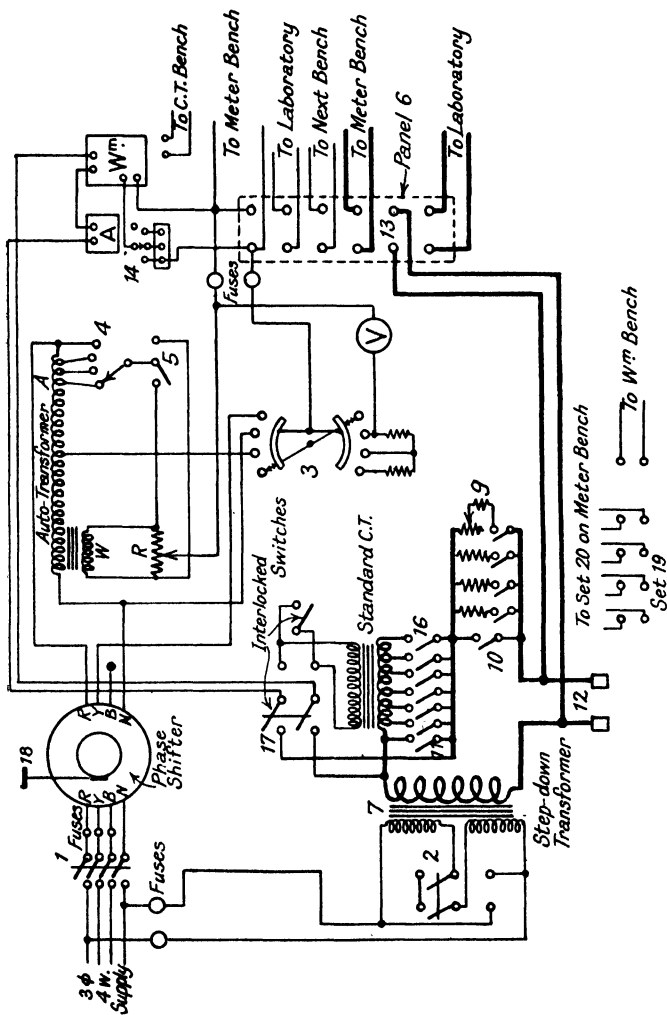 3φ
4 w.
Supply
1
Fuses
R
Y
B
N
18
Phase
Shifter
R
Y
B
N
Fuses
Auto-Transformer
A
W
R
4
5
A
Wm.
14
To C.T. Bench
To Meter Bench
To Laboratory
To Next Bench
To Meter Bench
Panel 6
To Laboratory
13
Fuses
V
3
Interlocked
Switches
17
Standard C.T.
16
11
9
10
12
7
2
Step-down
Transformer
To Set 20 on Meter Bench
Set 19
To Wm Bench